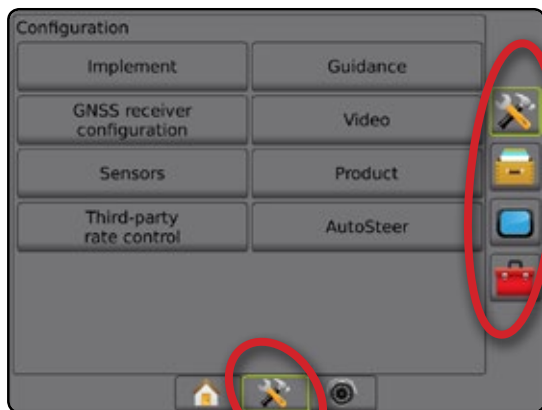 Configuration
Implement
Guidance
GNSS receiver
configuration
Video
Sensors
Product
Third-party
rate control
AutoSteer